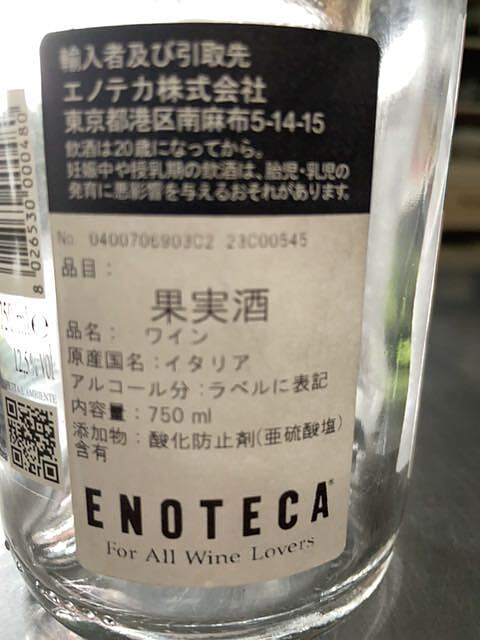 輸入者及び引取先
エノテカ株式会社
東京都港区南麻布5-14-15
飲酒は20歳になってから。
妊娠中や授乳期の飲酒は、胎児・乳児の
発育に悪影響を与えるおそれがあります。
No. 0400706903C2 23C00545
品目：
果実酒
品名： ワイン
原産国名：イタリア
アルコール分：ラベルに表記
内容量：750 ml
添加物：酸化防止剤(亜硫酸塩)
含有
ENOTECA
For All Wine Lovers
8 026530 000480
12,5% vol
AMBIENTE